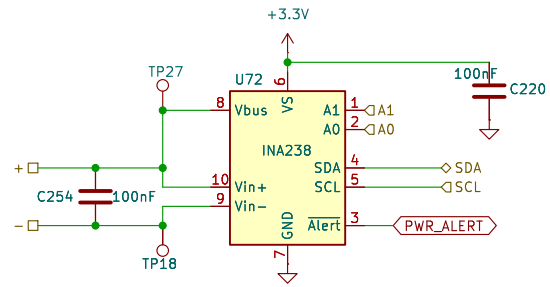 +3.3V
TP27
U72
6
VS
100nF
C220
8
Vbus
A1
1
A1
A0
2
A0
INA238
+
SDA
4
SDA
10
Vin+
SCL
5
SCL
C254
100nF
9
Vin-
-
GND
Alert
3
PWR_ALERT
7
TP18